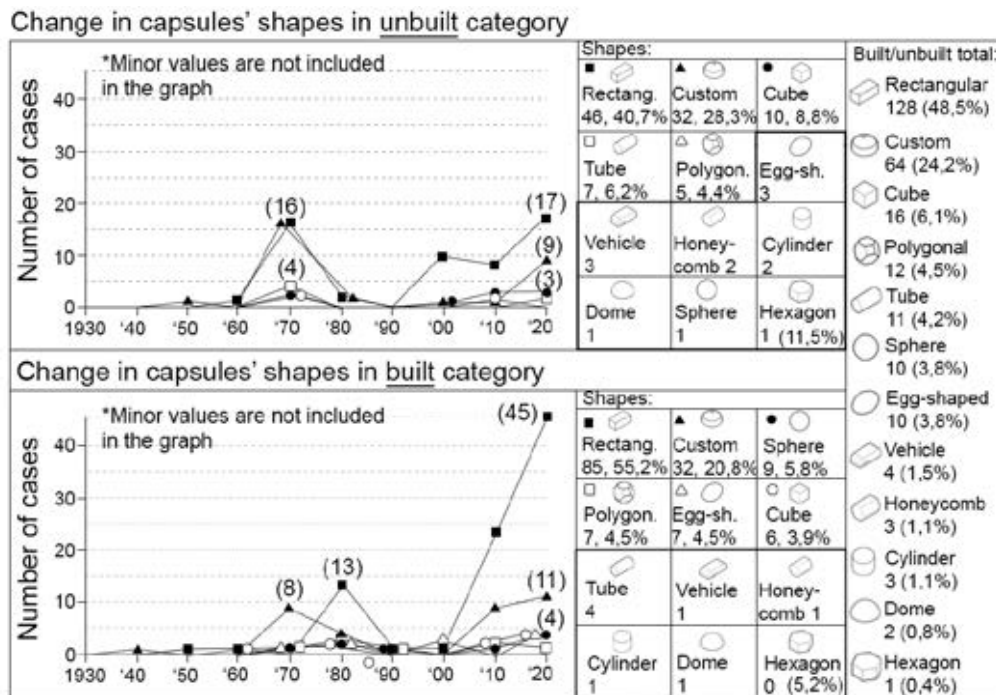 Change in capsules' shapes in unbuilt category
*Minor values are not included
in the graph
Number of cases
40
30
20
10
0
(16)
(4)
(17)
(9)
(3)
1930 '40 '50 '60 '70 '80 '90 '00 '10 '20
Shapes:
Rectang.
46, 40,7%
Custom
32, 28,3%
Cube
10, 8,8%
Tube
7, 6,2%
Polygon.
5, 4,4%
Egg-sh.
3
Vehicle
3
Honey-
comb 2
Cylinder
2
Dome
1
Sphere
1
Hexagon
1 (11,5%)
Change in capsules' shapes in built category
*Minor values are not included
in the graph
Number of cases
40
30
20
10
0
(8)
(13)
(45)
(11)
(4)
1930 '40 '50 '60 '70 '80 '90 '00 '10 '20
Shapes:
Rectang.
85, 55,2%
Custom
32, 20,8%
Sphere
9, 5,8%
Polygon.
7, 4,5%
Egg-sh.
7, 4,5%
Cube
6, 3,9%
Tube
4
Vehicle
1
Honey-
comb 1
Cylinder
1
Dome
1
Hexagon
0 (5,2%)
Built/unbuilt total:
Rectangular
128 (48,5%)
Custom
64 (24,2%)
Cube
16 (6,1%)
Polygonal
12 (4,5%)
Tube
11 (4,2%)
Sphere
10 (3,8%)
Egg-shaped
10 (3,8%)
Vehicle
4 (1,5%)
Honeycomb
3 (1,1%)
Cylinder
3 (1,1%)
Dome
2 (0,8%)
Hexagon
1 (0,4%)